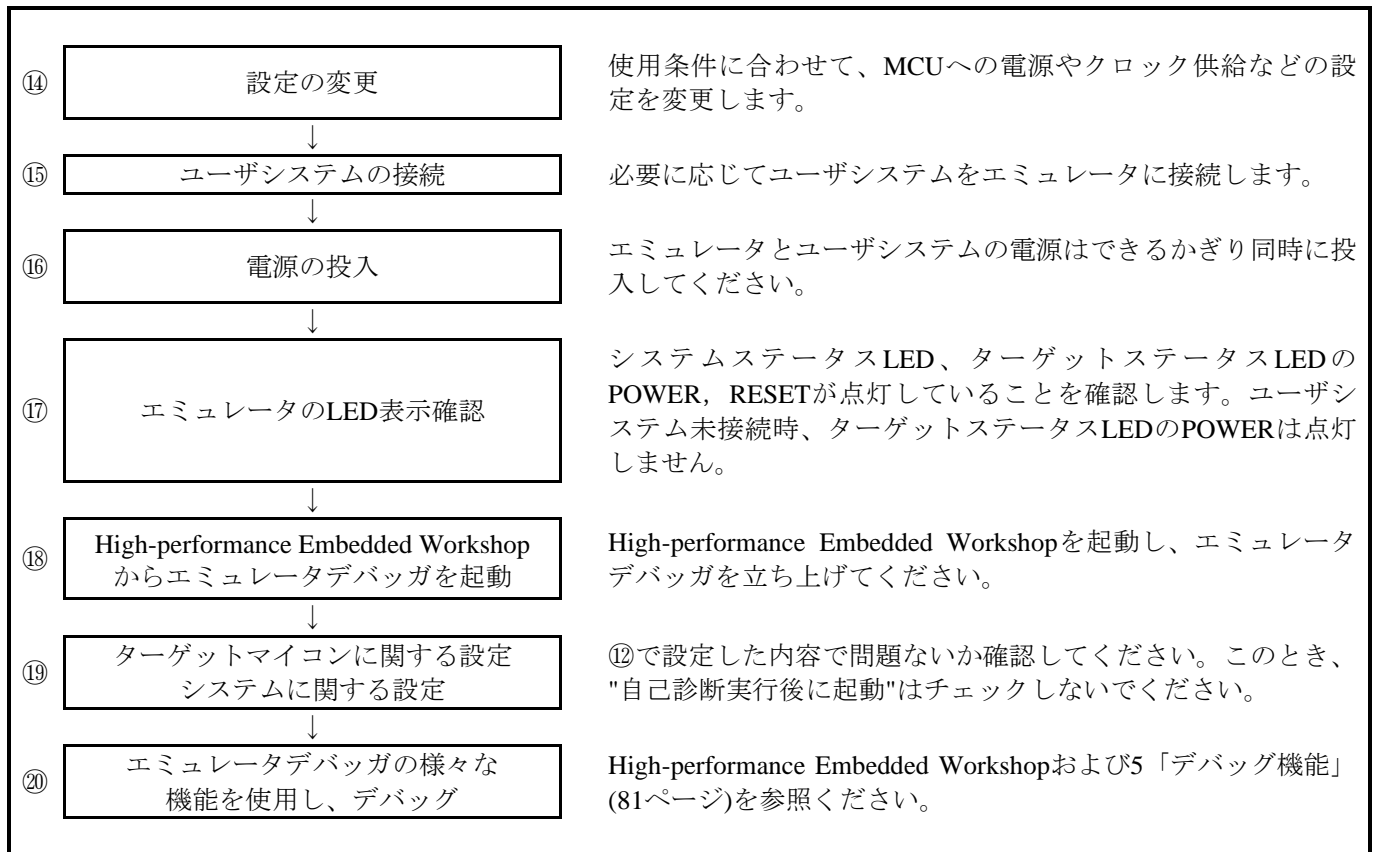 ⑭ 設定の変更
使用条件に合わせて、MCUへの電源やクロック供給などの設
定を変更します。
↓
⑮ ユーザシステムの接続
必要に応じてユーザシステムをエミュレータに接続します。
↓
⑯ 電源の投入
エミュレータとユーザシステムの電源はできるかぎり同時に投
入してください。
↓
⑰ エミュレータのLED表示確認
システムステータスLED、ターゲットステータスLEDの
POWER，RESETが点灯していることを確認します。ユーザシ
ステム未接続時、ターゲットステータスLEDのPOWERは点灯
しません。
↓
⑱ High-performance Embedded Workshop
からエミュレータデバッガを起動
High-performance Embedded Workshopを起動し、エミュレータ
デバッガを立ち上げてください。
↓
⑲ ターゲットマイコンに関する設定
システムに関する設定
⑫で設定した内容で問題ないか確認してください。このとき、
"自己診断実行後に起動"はチェックしないでください。
↓
⑳ エミュレータデバッガの様々な
機能を使用し、デバッグ
High-performance Embedded Workshopおよび5「デバッグ機能」
(81ページ)を参照ください。